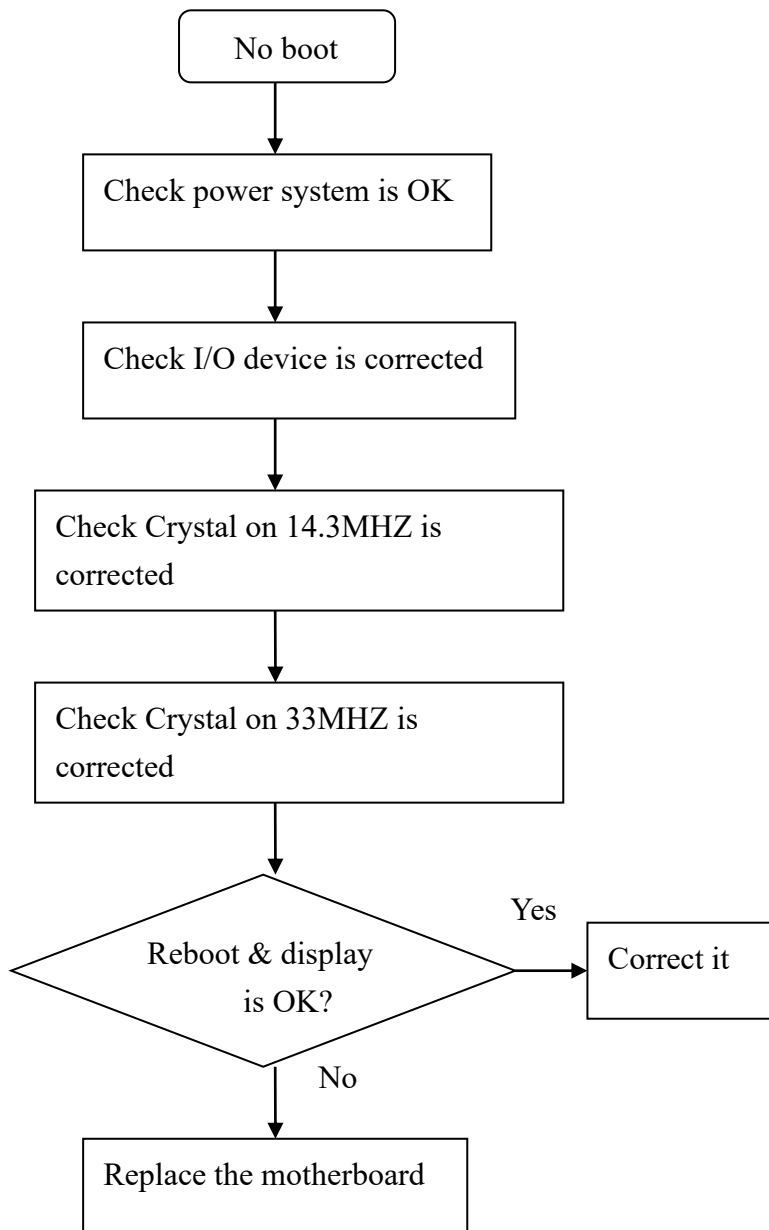 No boot
Check power system is OK
Check I/O device is corrected
Check Crystal on 14.3MHZ is
corrected
Check Crystal on 33MHZ is
corrected
Reboot & display
is OK?
Yes
Correct it
No
Replace the motherboard